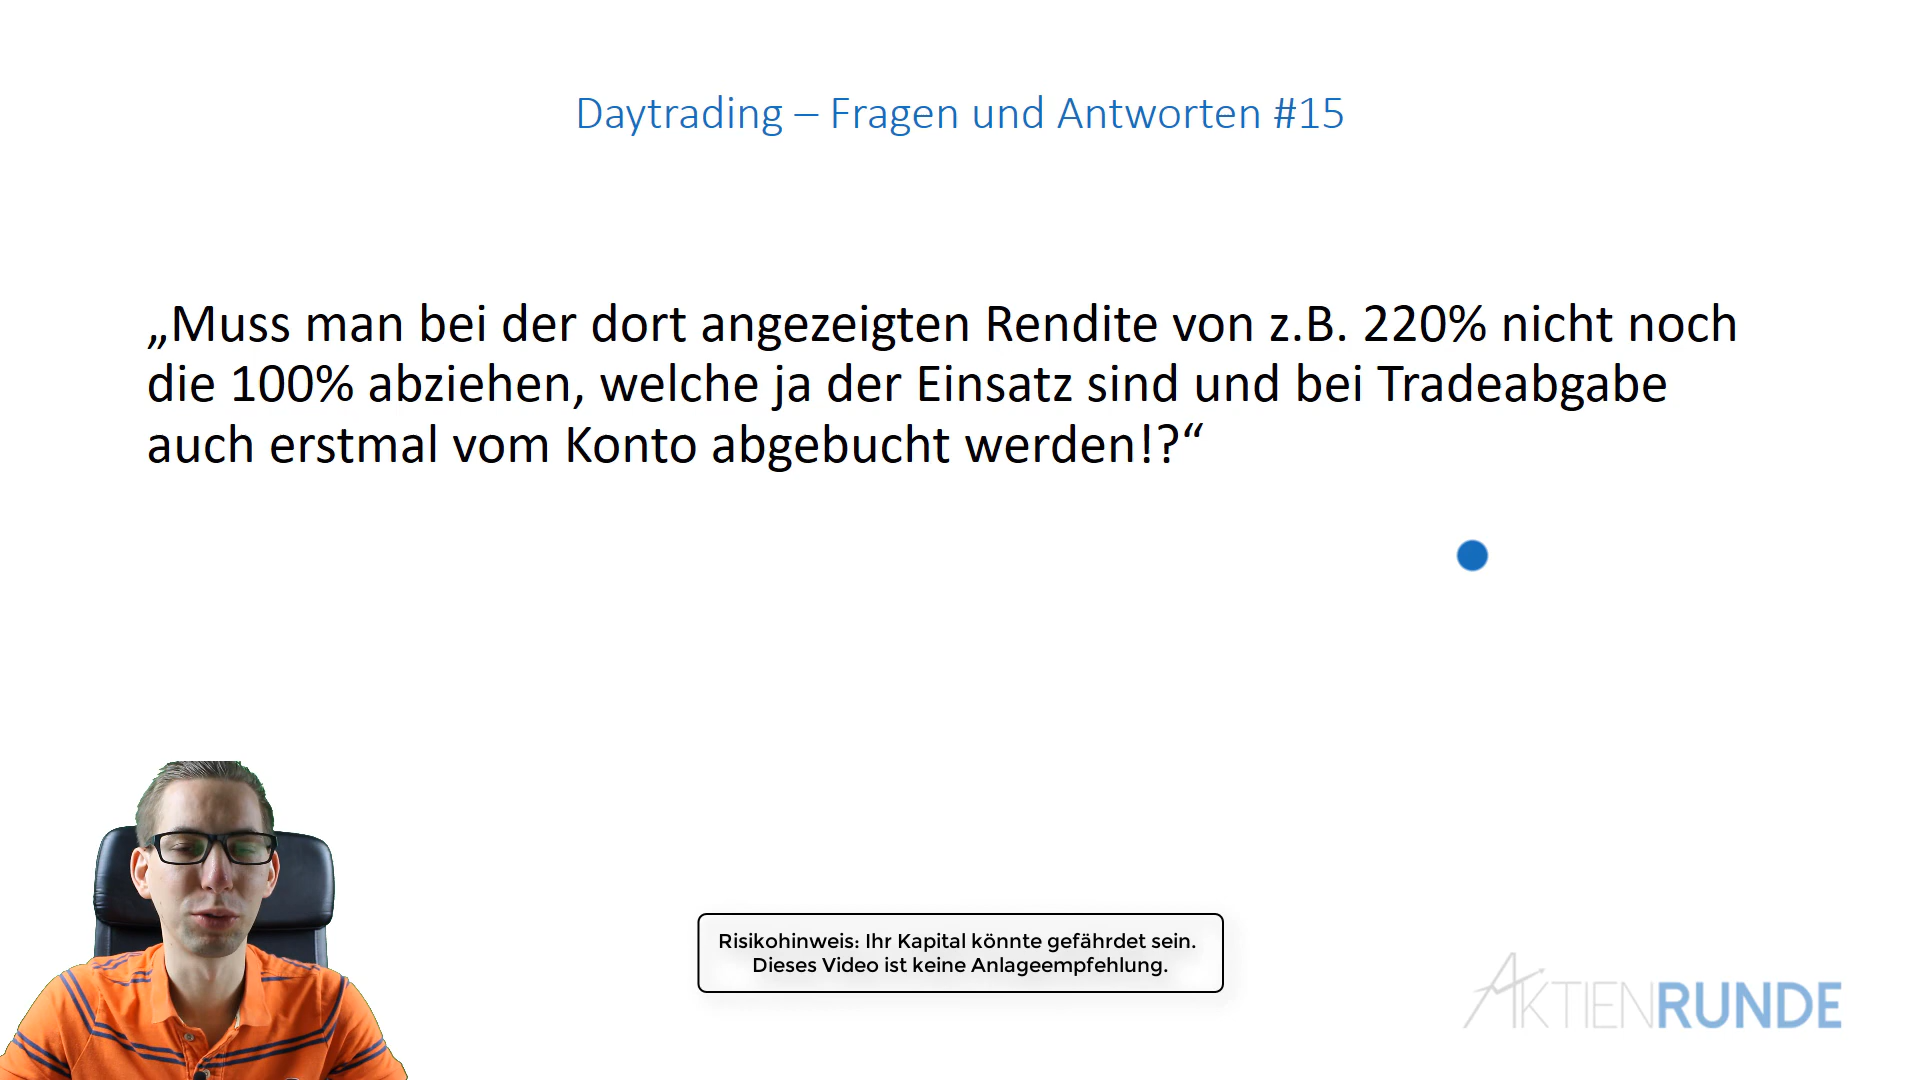 Daytrading – Fragen und Antworten #15
„Muss man bei der dort angezeigten Rendite von z.B. 220% nicht noch
die 100% abziehen, welche ja der Einsatz sind und bei Tradeabgabe
auch erstmal vom Konto abgebucht werden!?“
Risikohinweis: Ihr Kapital könnte gefährdet sein.
Dieses Video ist keine Anlageempfehlung.
AKTIENRUNDE